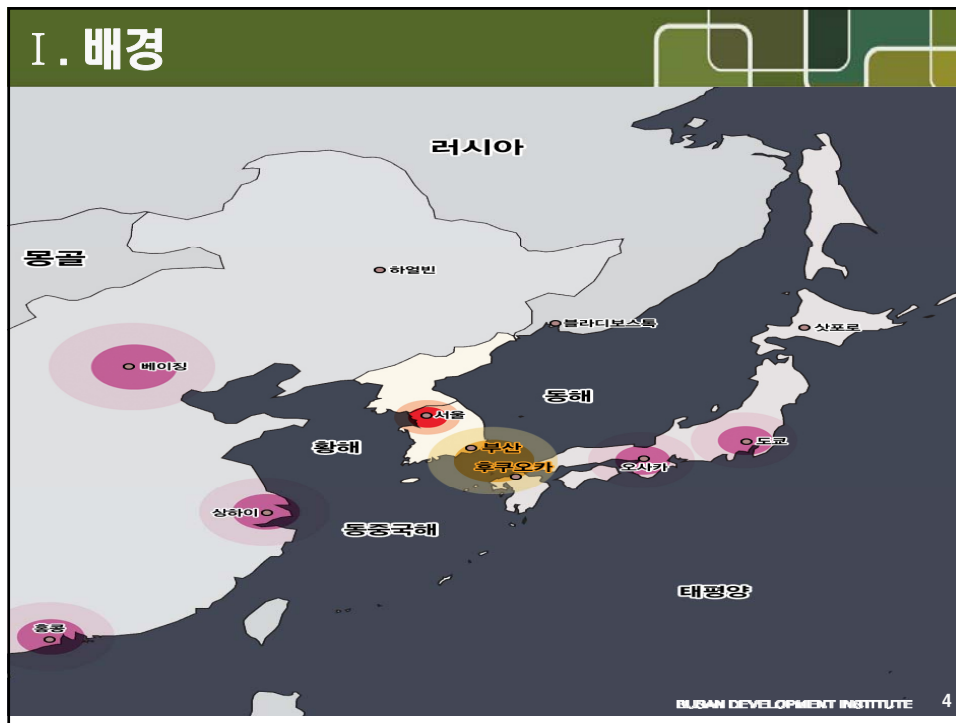 Ⅰ. 배경
러시아
몽골
하얼빈
블라디보스톡
삿포로
베이징
동해
서울
도쿄
황해
부산
후쿠오카
오사카
상하이
동중국해
태평양
홍콩
BUSAN DEVELOPMENT INSTITUTE 4